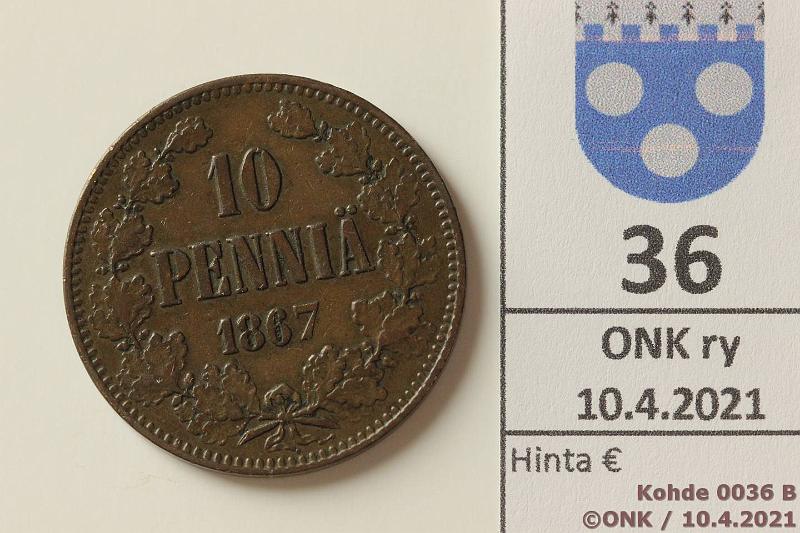 10
PENNIÄ
1867
36
ONK ry
10.4.2021
Hinta €
Kohde 0036 B
©ONK / 10.4.2021